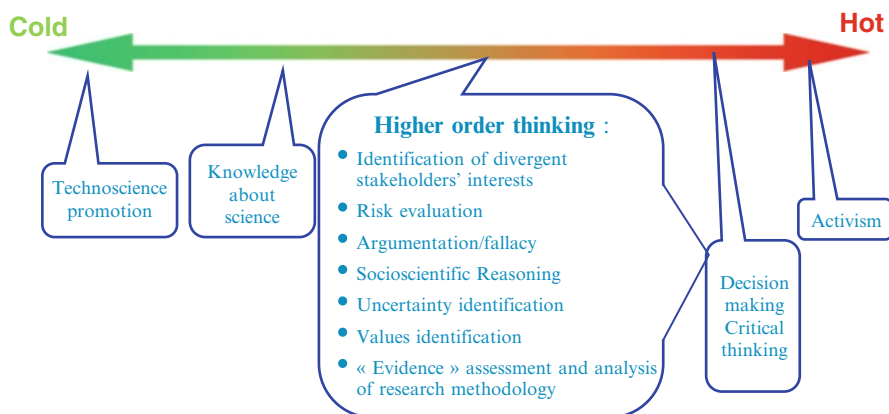 Cold
Hot
Technoscience
promotion
Knowledge
about
science
Higher order thinking :
• Identification of divergent
stakeholders' interests
• Risk evaluation
• Argumentation/fallacy
• Socioscientific Reasoning
• Uncertainty identification
• Values identification
• « Evidence » assessment and analysis
of research methodology
Decision
making
Critical
thinking
Activism